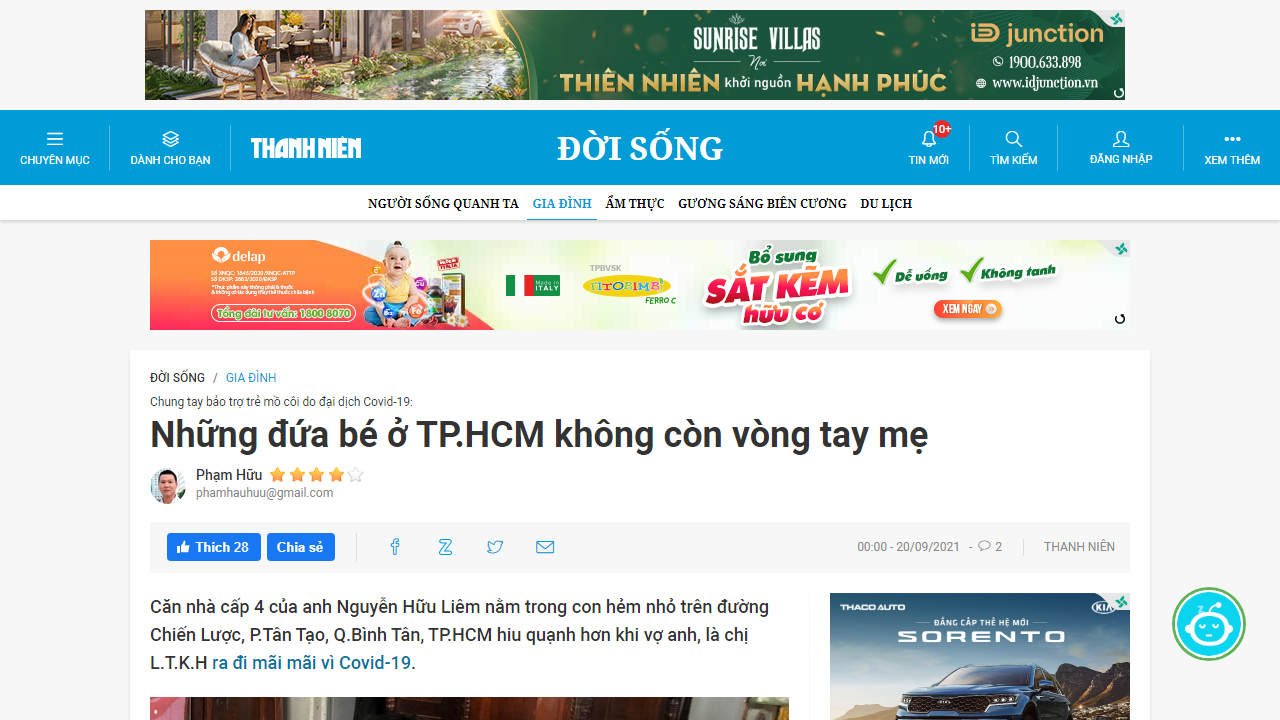 SUNRISE VILLAS
Nơi
THIÊN NHIÊN khởi nguồn HẠNH PHÚC
iD junction
1900.633.898
www.idjunction.vn
CHUYÊN MỤC
DÀNH CHO BẠN
THANH NIÊN
ĐỜI SỐNG
10+
TIN MỚI
TÌM KIẾM
ĐĂNG NHẬP
XEM THÊM
NGƯỜI SỐNG QUANH TA
GIA ĐÌNH
ẨM THỰC
GƯƠNG SÁNG BIÊN CƯƠNG
DU LỊCH
delap
Tổng đài tư vấn: 1800 8070
Made in
ITALY
TPBVSK
FERRO C
Bổ sung
SẮT KẼM
hữu cơ
Dễ uống
Không tanh
XEM NGAY
ĐỜI SỐNG / GIA ĐÌNH
Chung tay bảo trợ trẻ mồ côi do đại dịch Covid-19:
Những đứa bé ở TP.HCM không còn vòng tay mẹ
Phạm Hữu
phamhauhuu@gmail.com
Thích 28
Chia sẻ
00:00 - 20/09/2021 - 2
THANH NIÊN
Căn nhà cấp 4 của anh Nguyễn Hữu Liêm nằm trong con hẻm nhỏ trên đường
Chiến Lược, P.Tân Tạo, Q.Bình Tân, TP.HCM hiu quạnh hơn khi vợ anh, là chị
L.T.K.H ra đi mãi mãi vì Covid-19.
THACO AUTO
KIA
ĐẲNG CẤP THẾ HỆ MỚI
SORENTO